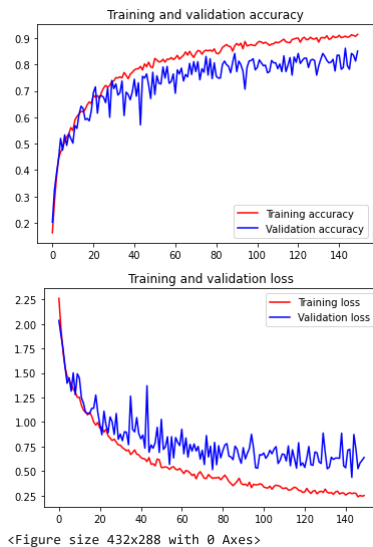 Training and validation accuracy
0.9
0.8
0.7
0.6
0.5
0.4
0.3
0.2
Training accuracy
Validation accuracy
0 20 40 60 80 100 120 140
Training and validation loss
2.25
2.00
1.75
1.50
1.25
1.00
0.75
0.50
0.25
Training loss
Validation loss
0 20 40 60 80 100 120 140
<Figure size 432x288 with 0 Axes>